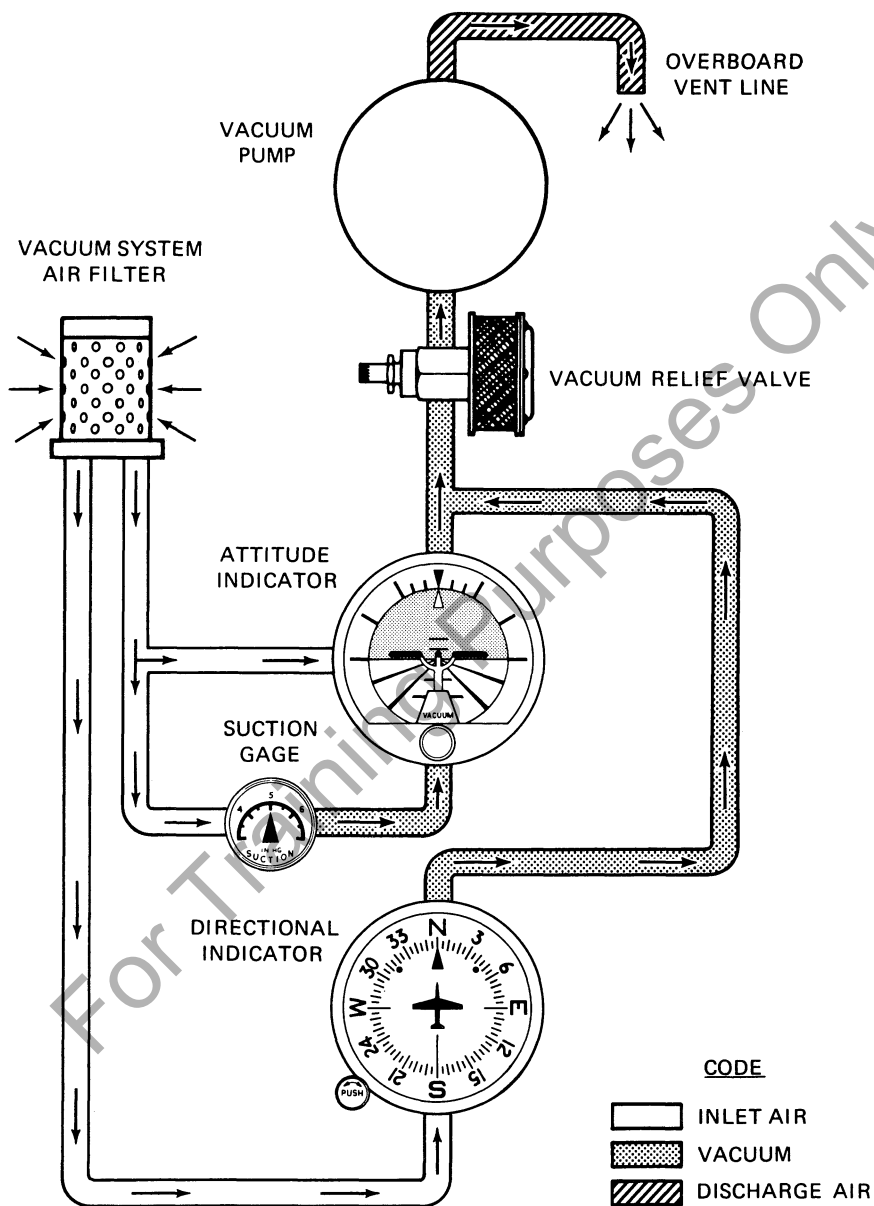 OVERBOARD
VENT LINE
VACUUM
PUMP
VACUUM SYSTEM
AIR FILTER
VACUUM RELIEF VALVE
ATTITUDE
INDICATOR
VACUUM
SUCTION
GAGE
4 5 6
IN HG
SUCTION
DIRECTIONAL
INDICATOR
N 3 6 E 12 15 S 21 24 W 30 33
PUSH
CODE
INLET AIR
VACUUM
DISCHARGE AIR
For Training Purposes Only